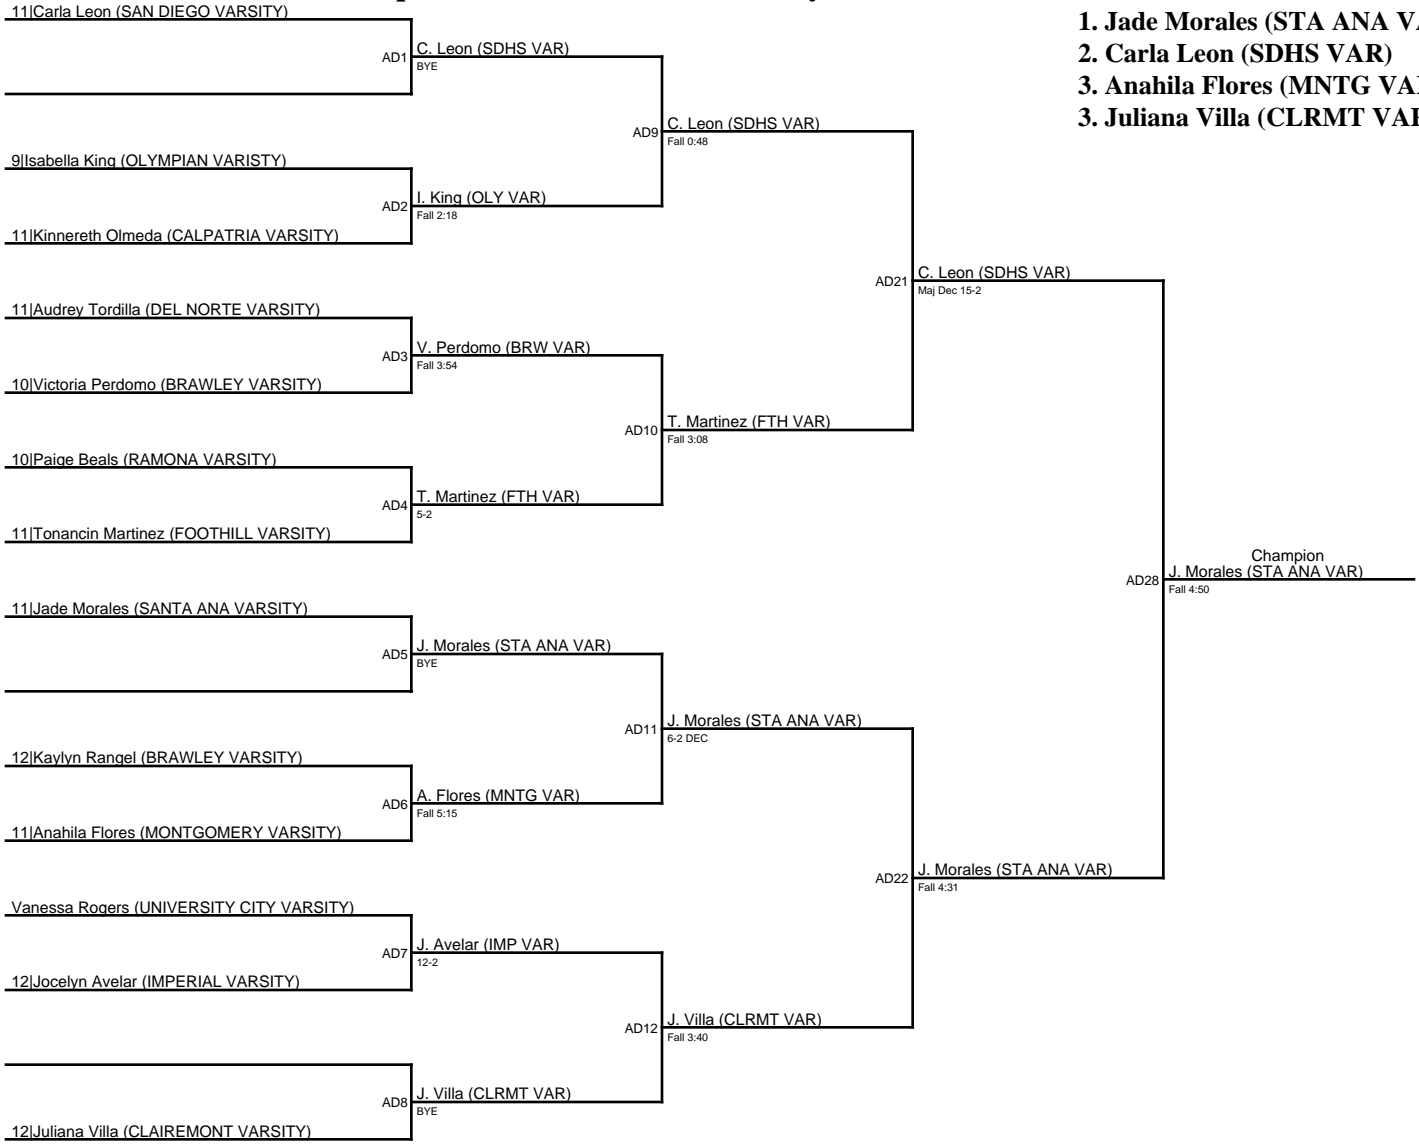 11|Carla Leon (SAN DIEGO VARSITY)
1. Jade Morales (STA ANA VA
2. Carla Leon (SDHS VAR)
3. Anahila Flores (MNTG VA
3. Juliana Villa (CLRMT VA
AD1 C. Leon (SDHS VAR)
BYE
AD9 C. Leon (SDHS VAR)
Fall 0:48
9|Isabella King (OLYMPIAN VARISTY)
AD2 I. King (OLY VAR)
Fall 2:18
11|Kinnereth Olmeda (CALPATRIA VARSITY)
AD21 C. Leon (SDHS VAR)
Maj Dec 15-2
11|Audrey Tordilla (DEL NORTE VARSITY)
AD3 V. Perdomo (BRW VAR)
Fall 3:54
10|Victoria Perdomo (BRAWLEY VARSITY)
AD10 T. Martinez (FTH VAR)
Fall 3:08
10|Paige Beals (RAMONA VARSITY)
AD4 T. Martinez (FTH VAR)
5-2
11|Tonancin Martinez (FOOTHILL VARSITY)
Champion
AD28 J. Morales (STA ANA VAR)
Fall 4:50
11|Jade Morales (SANTA ANA VARSITY)
AD5 J. Morales (STA ANA VAR)
BYE
AD11 J. Morales (STA ANA VAR)
6-2 DEC
12|Kaylyn Rangel (BRAWLEY VARSITY)
AD6 A. Flores (MNTG VAR)
Fall 5:15
11|Anahila Flores (MONTGOMERY VARSITY)
AD22 J. Morales (STA ANA VAR)
Fall 4:31
Vanessa Rogers (UNIVERSITY CITY VARSITY)
AD7 J. Avelar (IMP VAR)
12-2
12|Jocelyn Avelar (IMPERIAL VARSITY)
AD12 J. Villa (CLRMT VAR)
Fall 3:40
AD8 J. Villa (CLRMT VAR)
BYE
12|Juliana Villa (CLAIREMONT VARSITY)